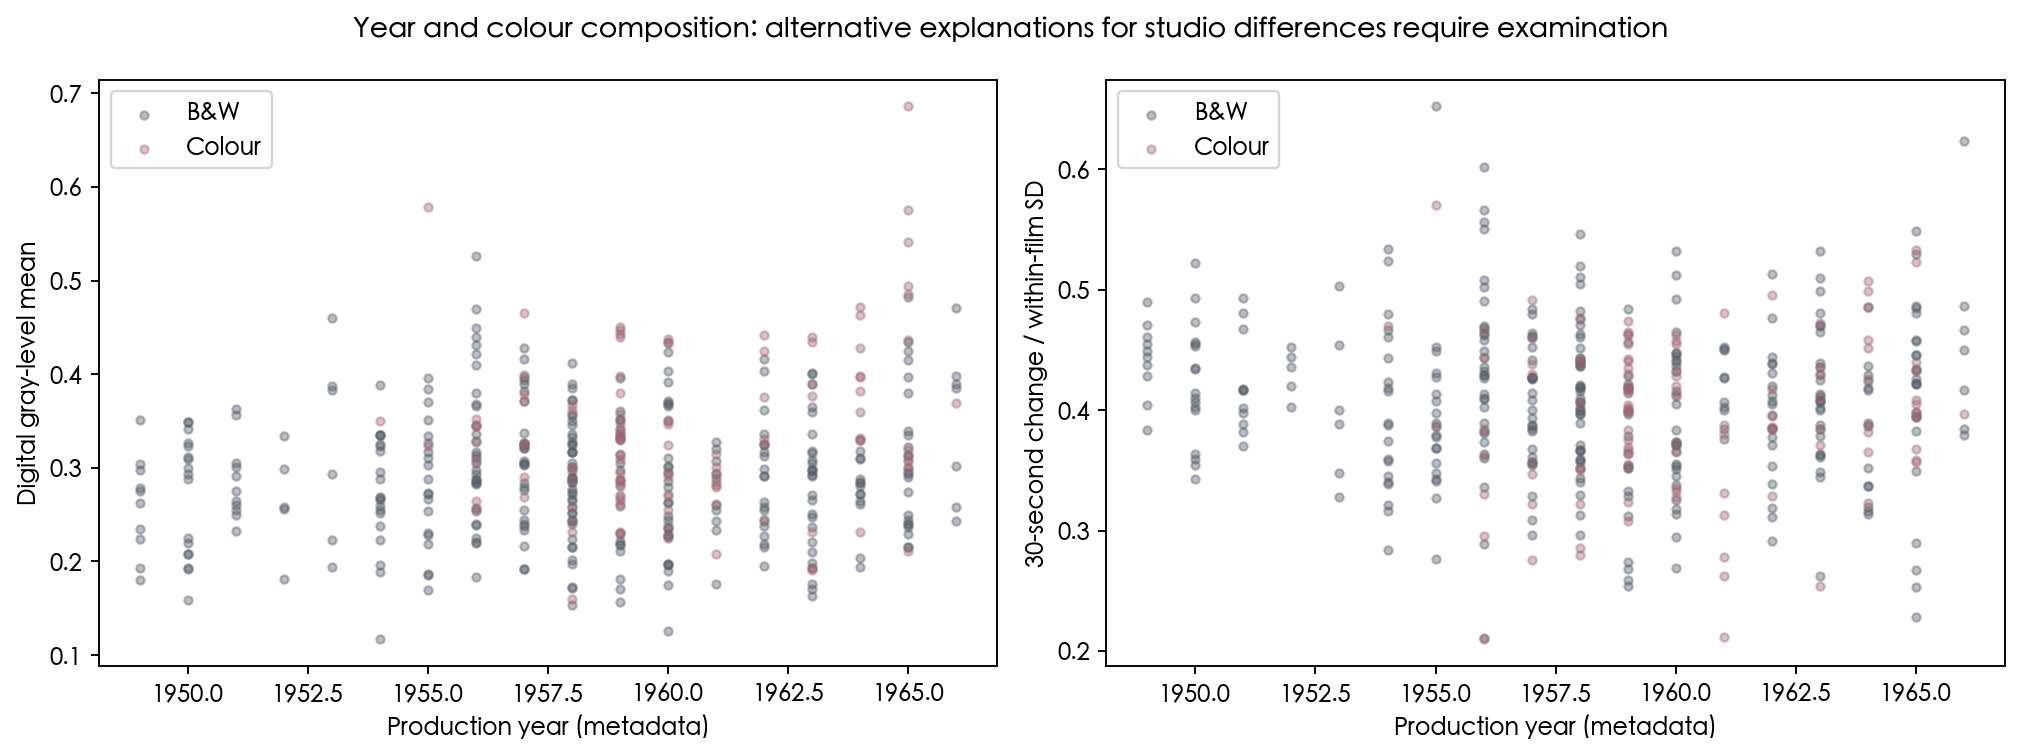 Year and colour composition: alternative explanations for studio differences require examination
B&W
Colour
Digital gray-level mean
0.7
0.6
0.5
0.4
0.3
0.2
0.1
1950.0 1952.5 1955.0 1957.5 1960.0 1962.5 1965.0
Production year (metadata)
B&W
Colour
30-second change / within-film SD
0.6
0.5
0.4
0.3
0.2
1950.0 1952.5 1955.0 1957.5 1960.0 1962.5 1965.0
Production year (metadata)